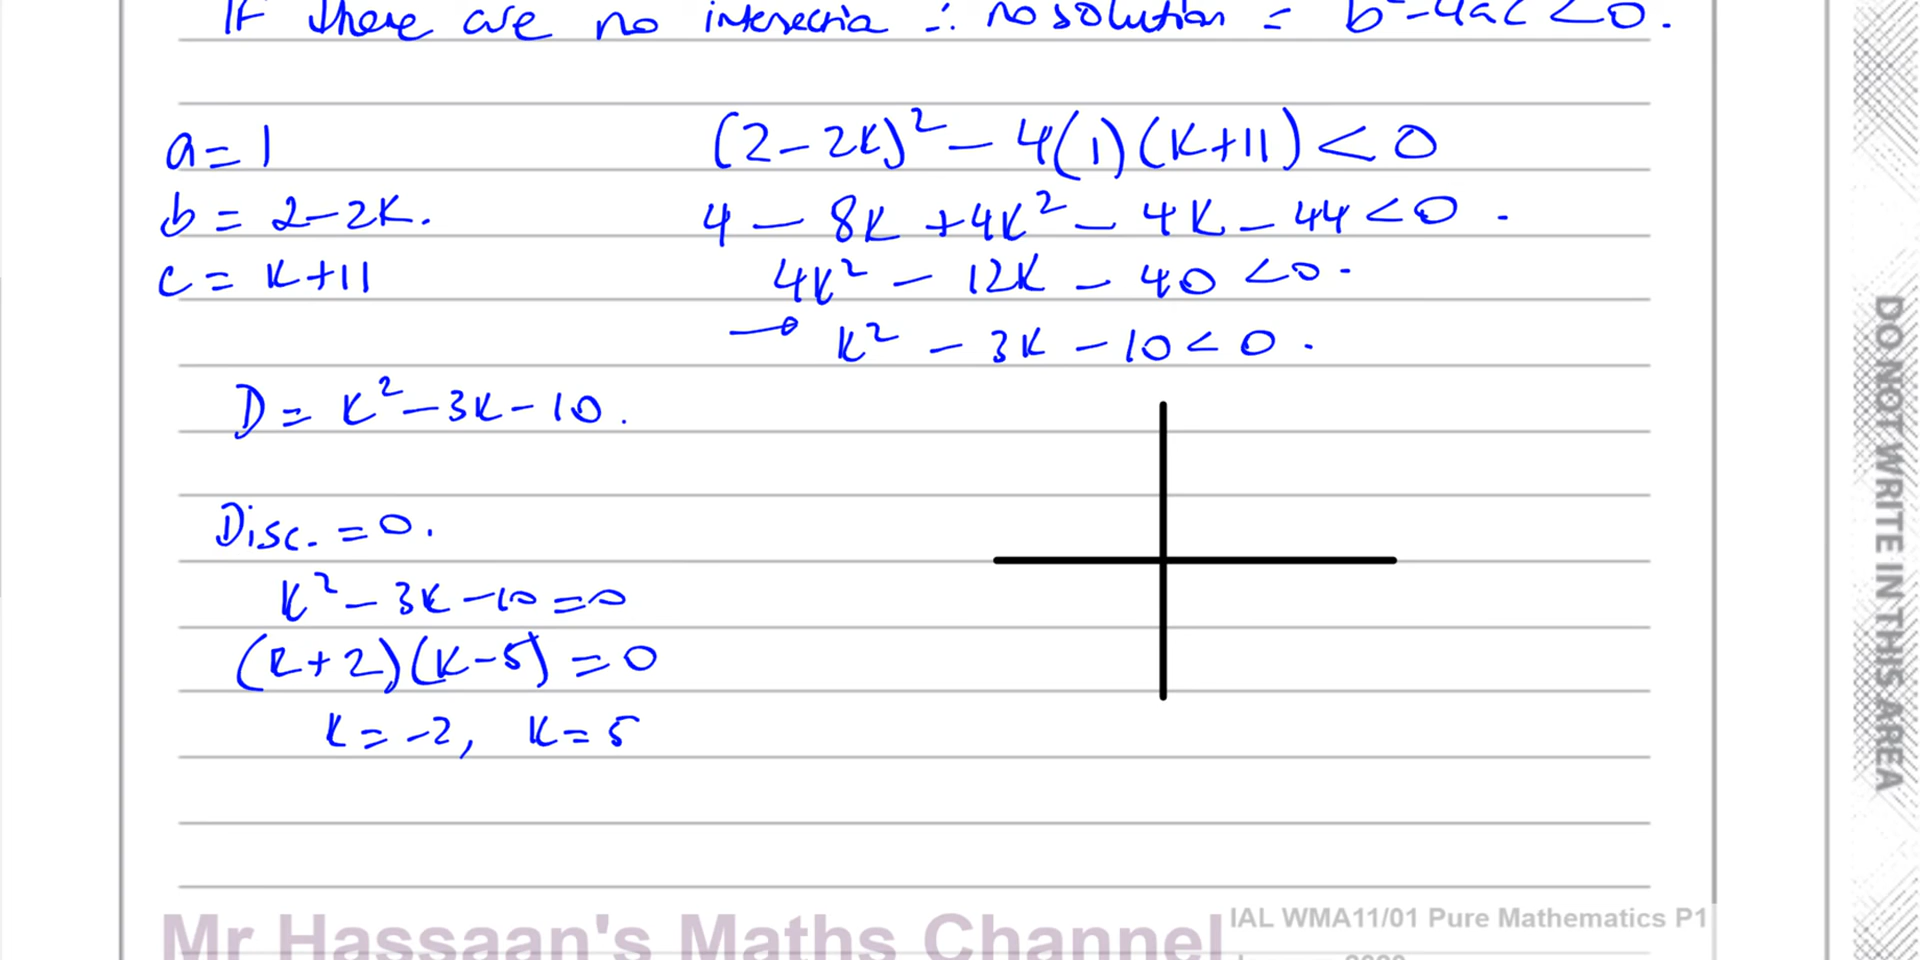 If there are no intersection ∴ no solution = b²-4ac <0.
a=1
b = 2-2k.
c = k+11
(2-2k)² - 4(1)(k+11) < 0
4 - 8k +4k² - 4k - 44 <0.
4k² - 12k - 40 <0.
→ k² - 3k - 10 < 0.
D = k²-3k-10.
Disc. =0.
k²-3k-10=0
(k+2)(k-5) = 0
k=-2, k=5
DO NOT WRITE IN THIS AREA
Mr Hassaan's Maths Channel
IAL WMA11/01 Pure Mathematics P1